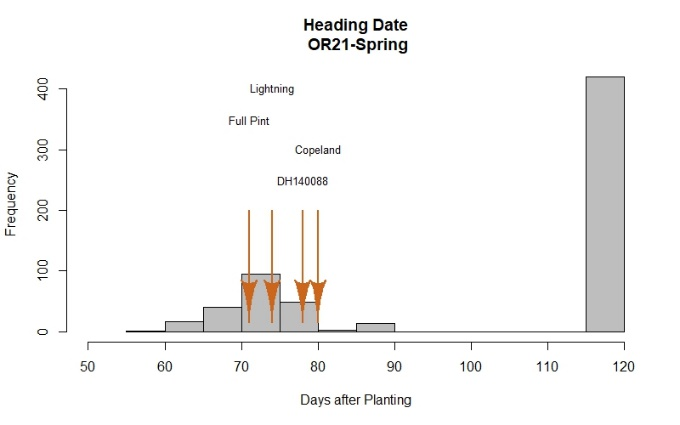 Heading Date
OR21-Spring
Lightning
Full Pint
Copeland
DH140088
Frequency
400
300
200
100
0
50 60 70 80 90 100 110 120
Days after Planting